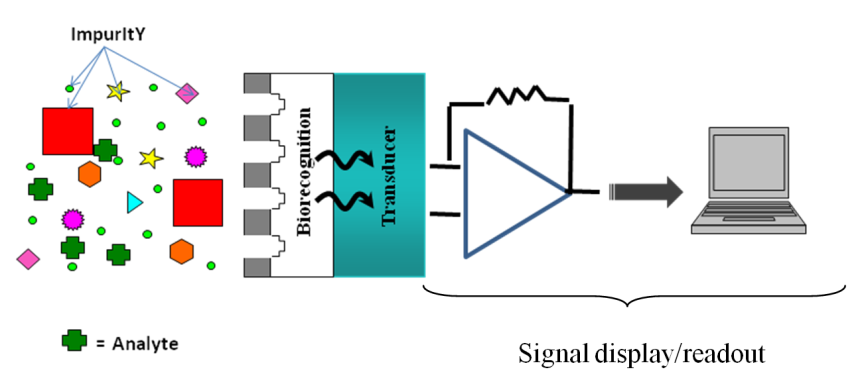 ImpurItY
Biorecognition
Transducer
= Analyte
Signal display/readout